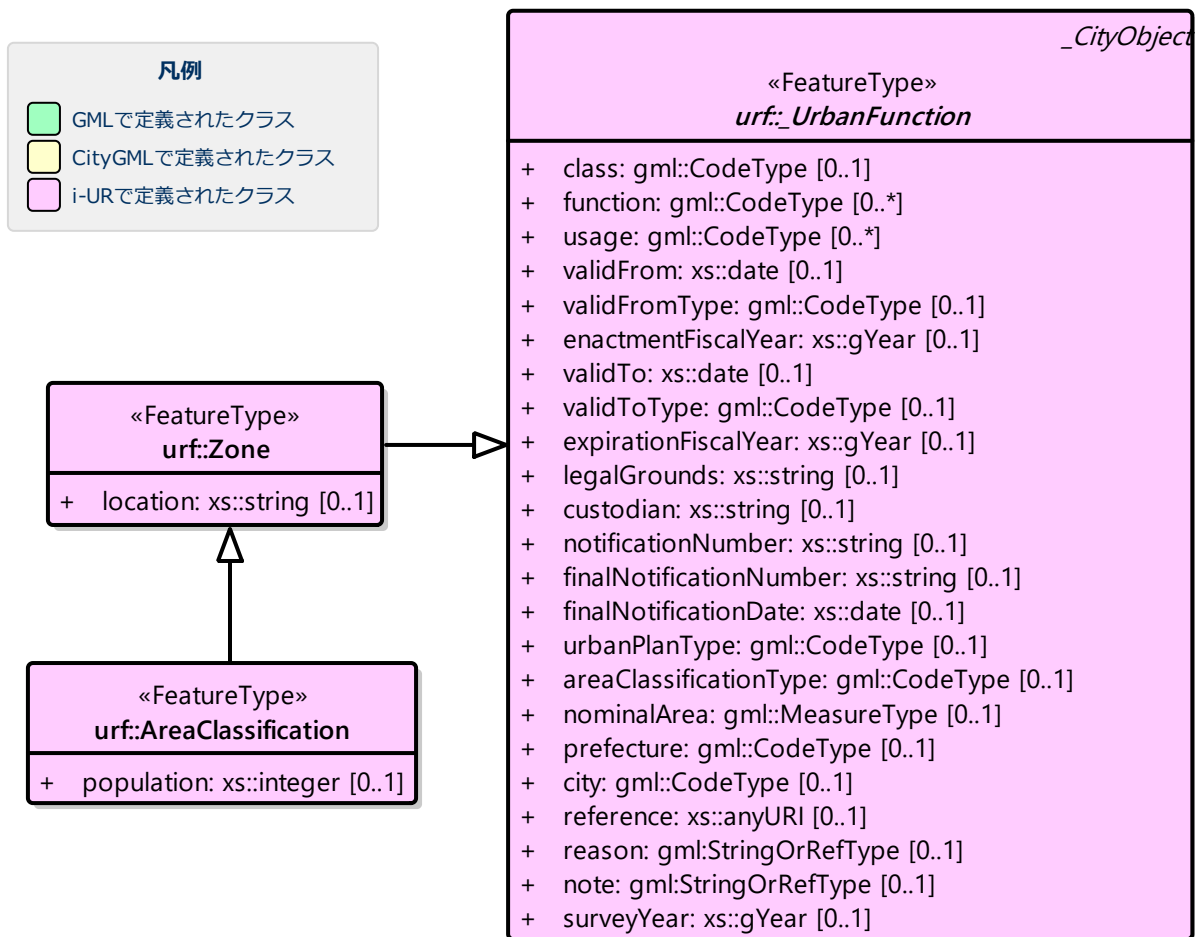 凡例
GMLで定義されたクラス
CityGMLで定義されたクラス
i-URで定義されたクラス
_CityObject
«FeatureType»
urf::_UrbanFunction
+ class: gml::CodeType [0..1]
+ function: gml::CodeType [0..*]
+ usage: gml::CodeType [0..*]
+ validFrom: xs::date [0..1]
+ validFromType: gml::CodeType [0..1]
+ enactmentFiscalYear: xs::gYear [0..1]
+ validTo: xs::date [0..1]
+ validToType: gml::CodeType [0..1]
+ expirationFiscalYear: xs::gYear [0..1]
+ legalGrounds: xs::string [0..1]
+ custodian: xs::string [0..1]
+ notificationNumber: xs::string [0..1]
+ finalNotificationNumber: xs::string [0..1]
+ finalNotificationDate: xs::date [0..1]
+ urbanPlanType: gml::CodeType [0..1]
+ areaClassificationType: gml::CodeType [0..1]
+ nominalArea: gml::MeasureType [0..1]
+ prefecture: gml::CodeType [0..1]
+ city: gml::CodeType [0..1]
+ reference: xs::anyURI [0..1]
+ reason: gml:StringOrRefType [0..1]
+ note: gml:StringOrRefType [0..1]
+ surveyYear: xs::gYear [0..1]
«FeatureType»
urf::Zone
+ location: xs::string [0..1]
«FeatureType»
urf::AreaClassification
+ population: xs::integer [0..1]